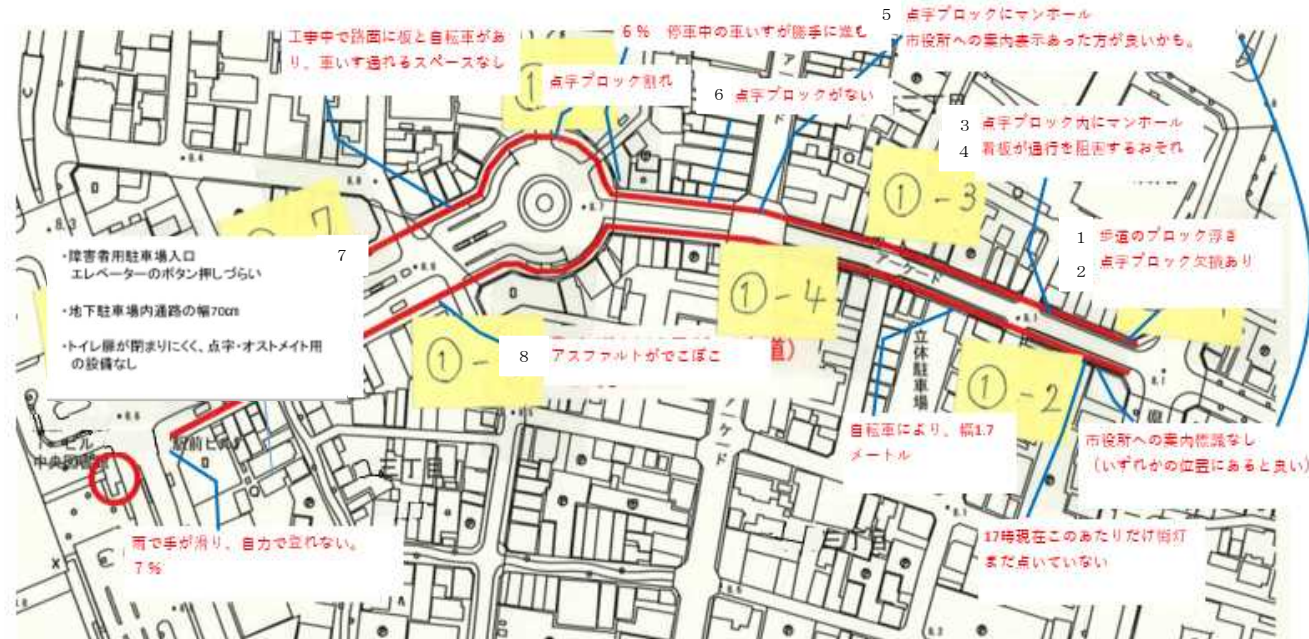 工事中で路面に板と自転車があ
り、車いす通れるスペースなし
6% 停車中の車いすが勝手に進む
5 点字ブロックにマンホール
市役所への案内表示あった方が良いかも。
点字ブロック割れ
6 点字ブロックがない
3 点字ブロック内にマンホール
4 看板が通行を阻害するおそれ
①-3
1 歩道のブロック浮き
2 点字ブロック欠損あり
7
・障害者用駐車場入口
エレベーターのボタン押しづらい
・地下駐車場内通路の幅70cm
・トイレ扉が閉まりにくく、点字・オストメイト用
の設備なし
アーケード
①-4
①-
8 アスファルトがでこぼこ
道)
立体駐車場
①-2
アーケード
自転車により、幅1.7
メートル
市役所への案内標識なし
(いずれかの位置にあると良い)
中央図書
駅前ビル
雨で手が滑り、自力で登れない。
7%
17時現在このあたりだけ街灯
まだ点いていない